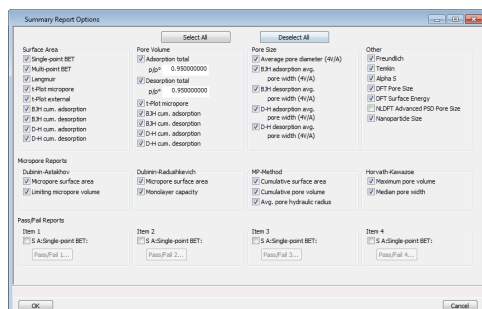 Summary Report Options
Select All
Deselect All
Surface Area
Single-point BET
Multi-point BET
Langmuir
t-Plot micropore
t-Plot external
BJH cum. adsorption
BJH cum. desorption
D-H cum. adsorption
D-H cum. desorption
Pore Volume
Adsorption total
p/p° 0.950000000
Desorption total
p/p° 0.950000000
t-Plot micropore
BJH cum. adsorption
BJH cum. desorption
D-H cum. adsorption
D-H cum. desorption
Pore Size
Average pore diameter (4V/A)
BJH adsorption avg.
pore width (4V/A)
BJH desorption avg.
pore width (4V/A)
D-H adsorption avg.
pore width (4V/A)
D-H desorption avg.
pore width (4V/A)
Other
Freundlich
Temkin
Alpha S
DFT Pore Size
DFT Surface Energy
NLDFT Advanced PSD Pore Size
Nanoparticle Size
Micropore Reports
Dubinin-Astakhov
Micropore surface area
Limiting micropore volume
Dubinin-Radushkevich
Micropore surface area
Monolayer capacity
MP-Method
Cumulative surface area
Cumulative pore volume
Avg. pore hydraulic radius
Horvath-Kawazoe
Maximum pore volume
Median pore width
Pass/Fail Reports
Item 1
S A:Single-point BET:
Pass/Fail 1...
Item 2
S A:Single-point BET:
Pass/Fail 2...
Item 3
S A:Single-point BET:
Pass/Fail 3...
Item 4
S A:Single-point BET:
Pass/Fail 4...
OK
Cancel